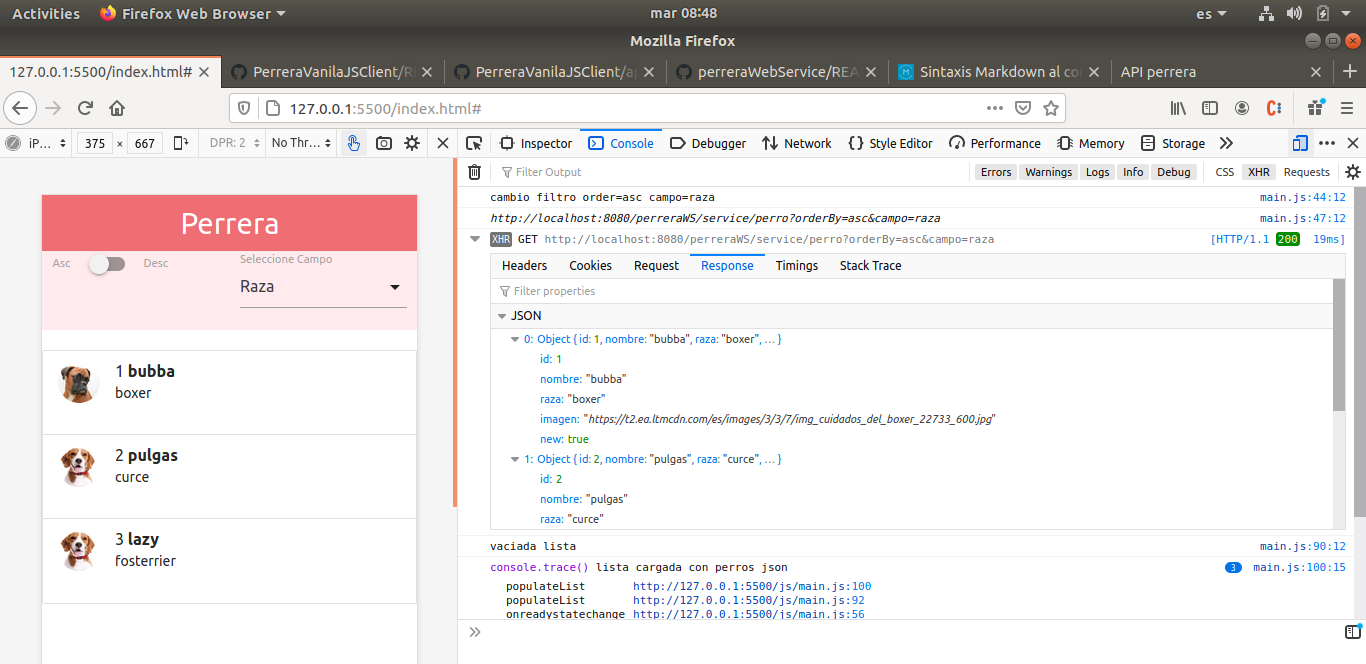 Activities Firefox Web Browser mar 08:48 es
Mozilla Firefox
127.0.0.1:5500/index.html# PerreraVanilaJSClient/RE PerreraVanilaJSClient/ap perreraWebService/REA Sintaxis Markdown al co API perrera
127.0.0.1:5500/index.html#
iP… 375 × 667 DPR: 2 No Thr… Inspector Console Debugger Network Style Editor Performance Memory Storage
Filter Output Errors Warnings Logs Info Debug CSS XHR Requests
Perrera
Asc Desc Seleccione Campo
Raza
1 bubba
boxer
2 pulgas
curce
3 lazy
fosterrier
cambio filtro order=asc campo=raza main.js:44:12
http://localhost:8080/perreraWS/service/perro?orderBy=asc&campo=raza main.js:47:12
XHR GET http://localhost:8080/perreraWS/service/perro?orderBy=asc&campo=raza [HTTP/1.1 200 19ms]
Headers Cookies Request Response Timings Stack Trace
Filter properties
JSON
0: Object { id: 1, nombre: "bubba", raza: "boxer", … }
id: 1
nombre: "bubba"
raza: "boxer"
imagen: "https://t2.ea.ltmcdn.com/es/images/3/3/7/img_cuidados_del_boxer_22733_600.jpg"
new: true
1: Object { id: 2, nombre: "pulgas", raza: "curce", … }
id: 2
nombre: "pulgas"
raza: "curce"
vaciada lista main.js:90:12
console.trace() lista cargada con perros json 3 main.js:100:15
populateList http://127.0.0.1:5500/js/main.js:100
populateList http://127.0.0.1:5500/js/main.js:92
onreadystatechange http://127.0.0.1:5500/js/main.js:56